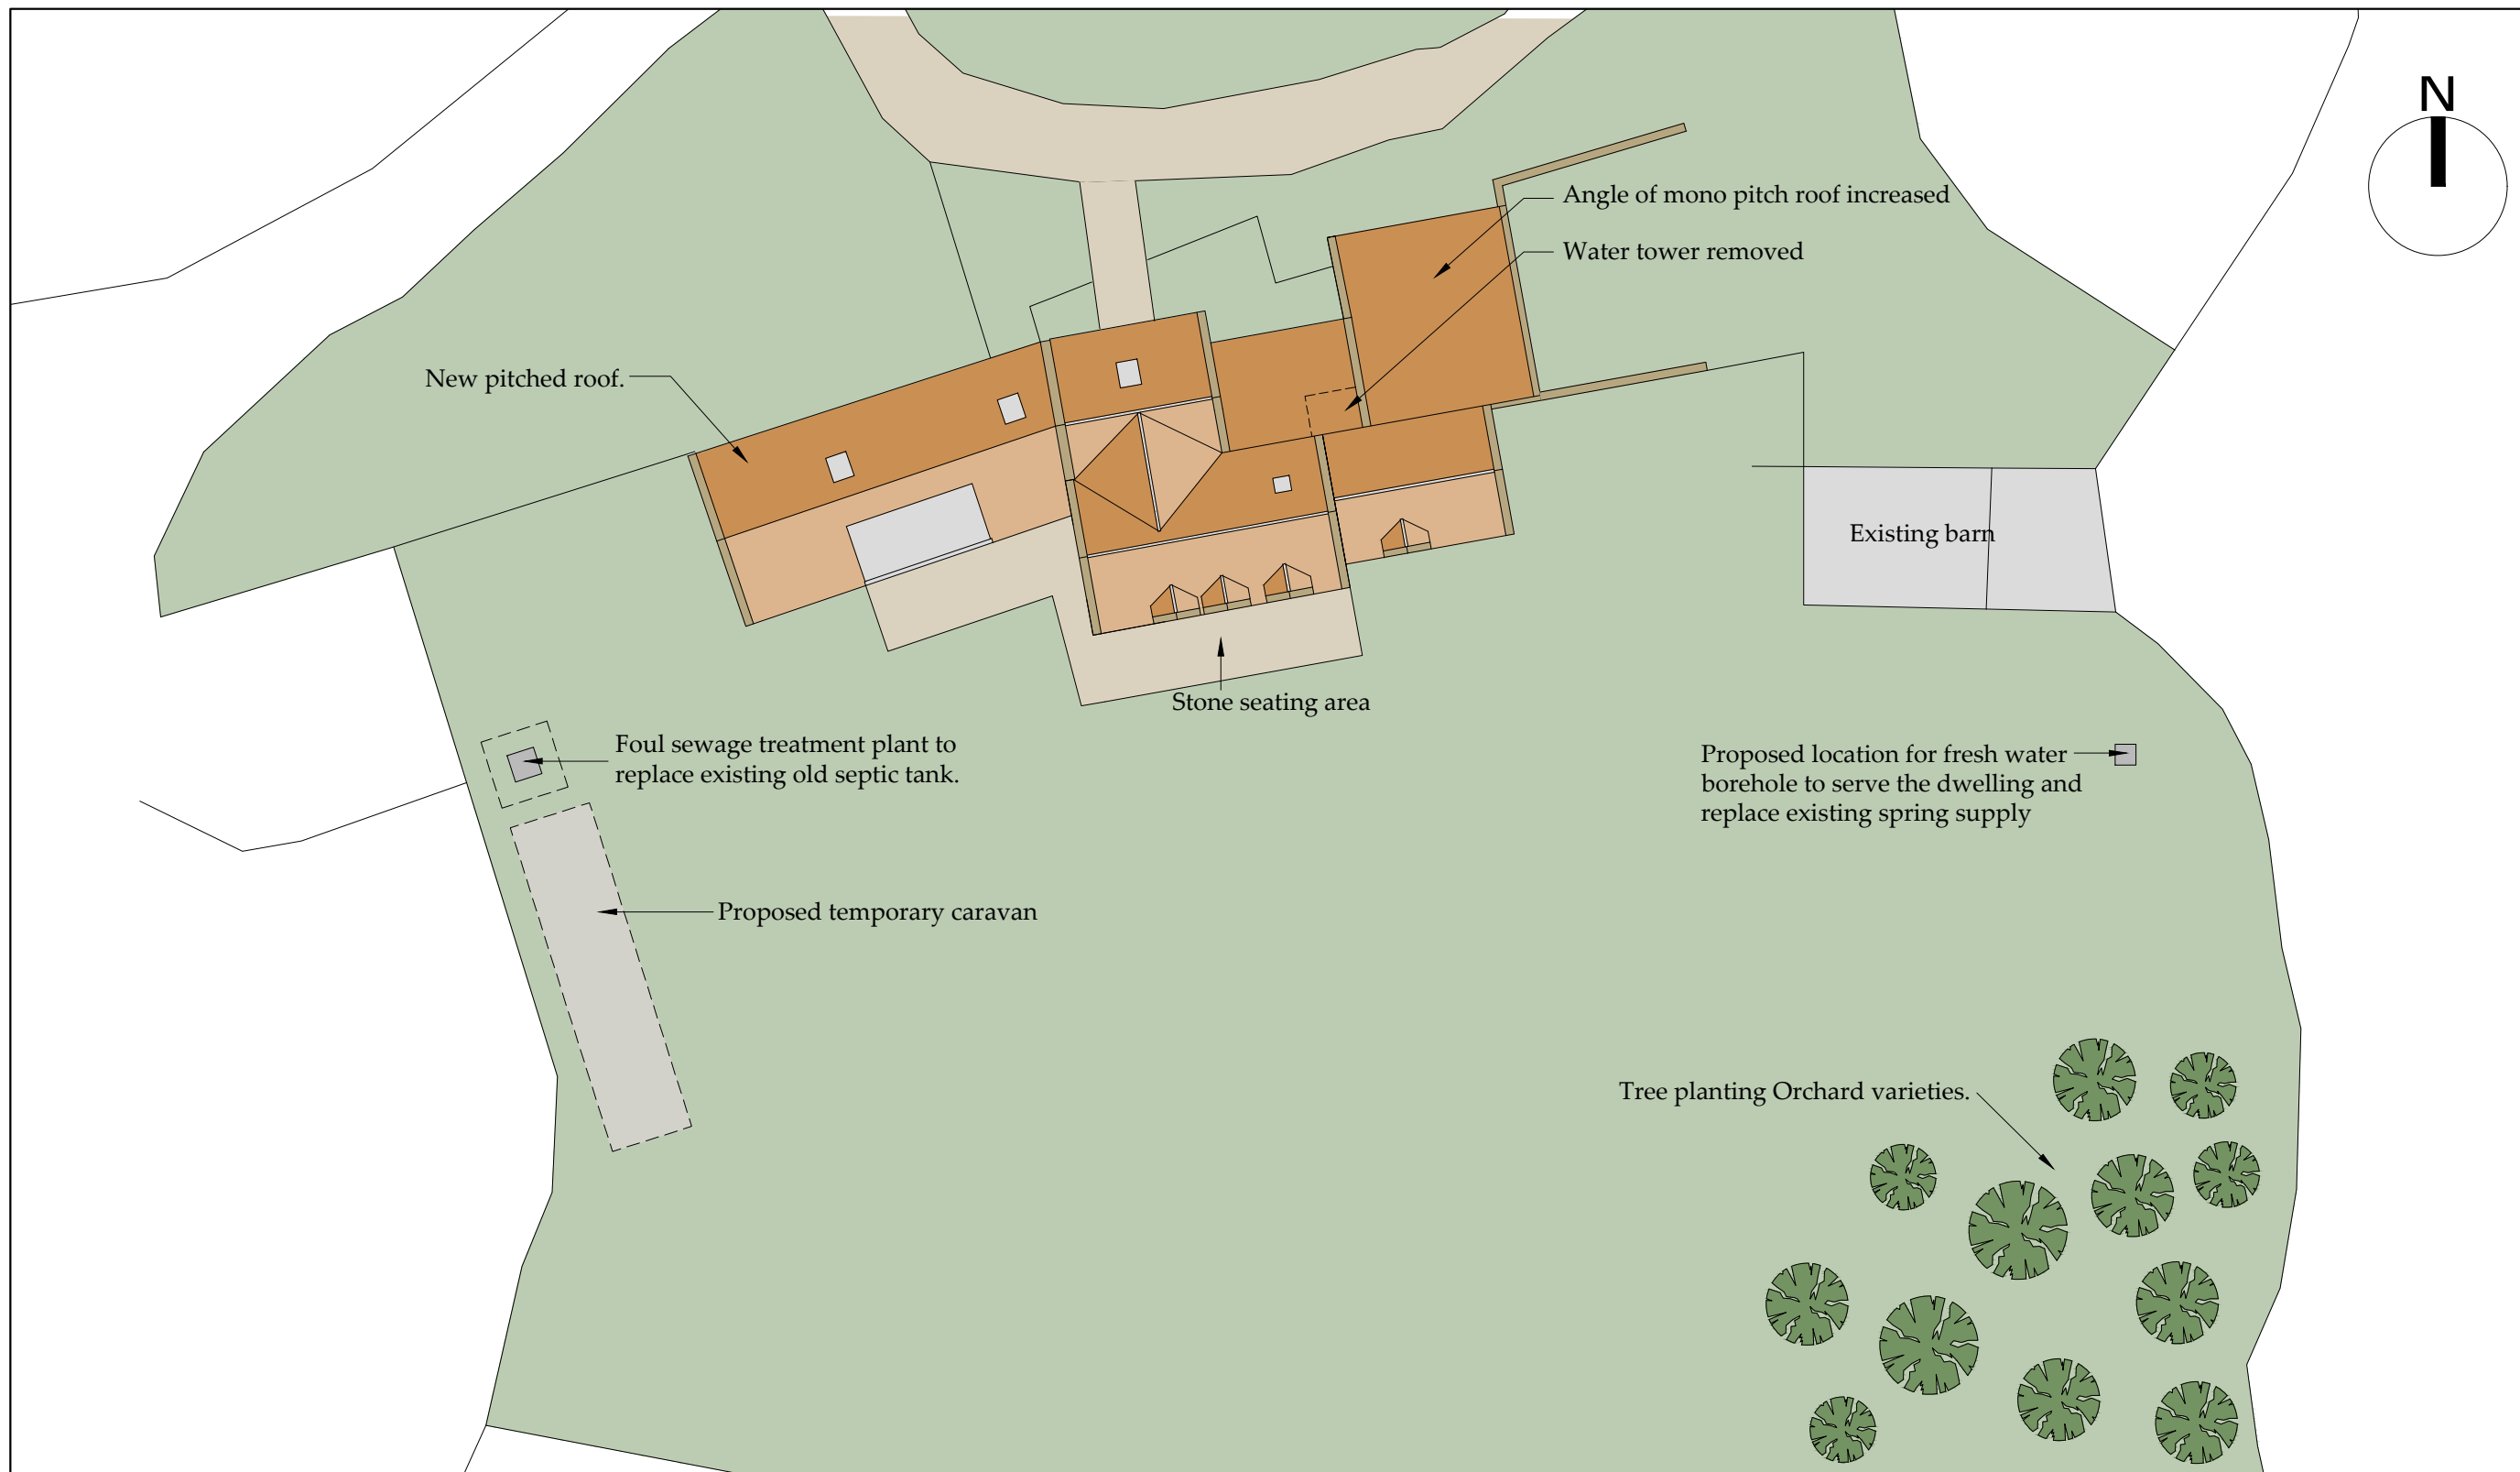 N
Angle of mono pitch roof increased
Water tower removed
New pitched roof.
Existing barn
Stone seating area
Foul sewage treatment plant to
replace existing old septic tank.
Proposed location for fresh water
borehole to serve the dwelling and
replace existing spring supply
Proposed temporary caravan
Tree planting Orchard varieties.